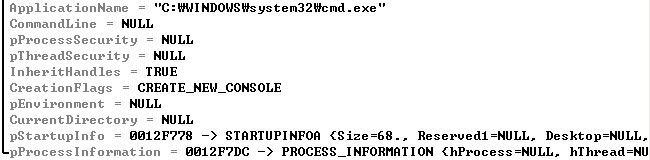 ApplicationName = "C:₩WINDOWS₩system32₩cmd.exe"
CommandLine = NULL
pProcessSecurity = NULL
pThreadSecurity = NULL
InheritHandles = TRUE
CreationFlags = CREATE_NEW_CONSOLE
pEnvironment = NULL
CurrentDirectory = NULL
pStartupInfo = 0012F778 -> STARTUPINFOA {Size=68., Reserved1=NULL, Desktop=NULL,
pProcessInformation = 0012F7DC -> PROCESS_INFORMATION {hProcess=NULL, hThread=NU